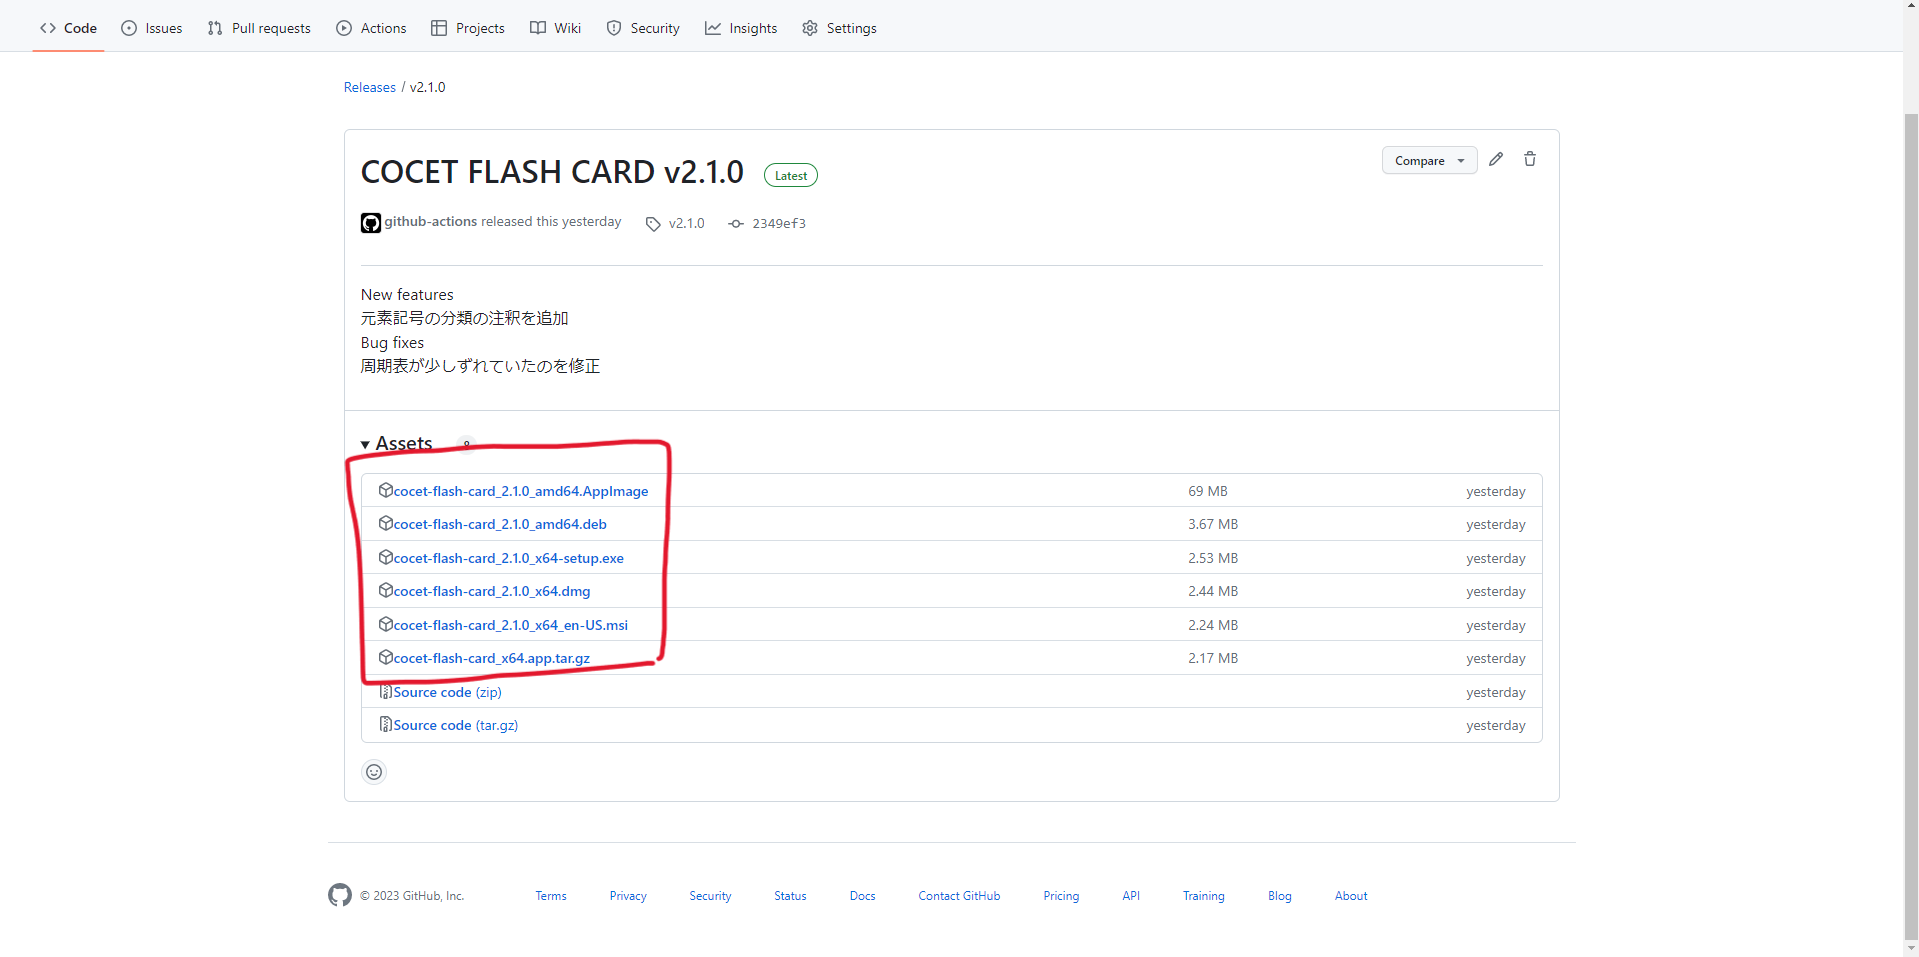 Code Issues Pull requests Actions Projects Wiki Security Insights Settings
Releases / v2.1.0
COCET FLASH CARD v2.1.0 Latest Compare
github-actions released this yesterday v2.1.0 2349ef3
New features
元素記号の分類の注釈を追加
Bug fixes
周期表が少しずれていたのを修正
Assets 8
cocet-flash-card_2.1.0_amd64.AppImage 69 MB yesterday
cocet-flash-card_2.1.0_amd64.deb 3.67 MB yesterday
cocet-flash-card_2.1.0_x64-setup.exe 2.53 MB yesterday
cocet-flash-card_2.1.0_x64.dmg 2.44 MB yesterday
cocet-flash-card_2.1.0_x64_en-US.msi 2.24 MB yesterday
cocet-flash-card_x64.app.tar.gz 2.17 MB yesterday
Source code (zip) yesterday
Source code (tar.gz) yesterday
© 2023 GitHub, Inc. Terms Privacy Security Status Docs Contact GitHub Pricing API Training Blog About